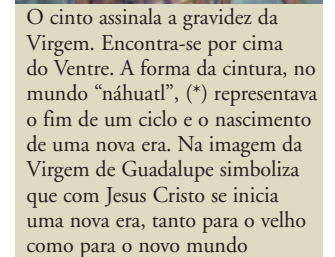 O cinto assinala a gravidez da
Virgem. Encontra-se por cima
do Ventre. A forma da cintura, no
mundo “náhuatl”, (*) representava
o fim de um ciclo e o nascimento
de uma nova era. Na imagem da
Virgem de Guadalupe simboliza
que com Jesus Cristo se inicia
uma nova era, tanto para o velho
como para o novo mundo